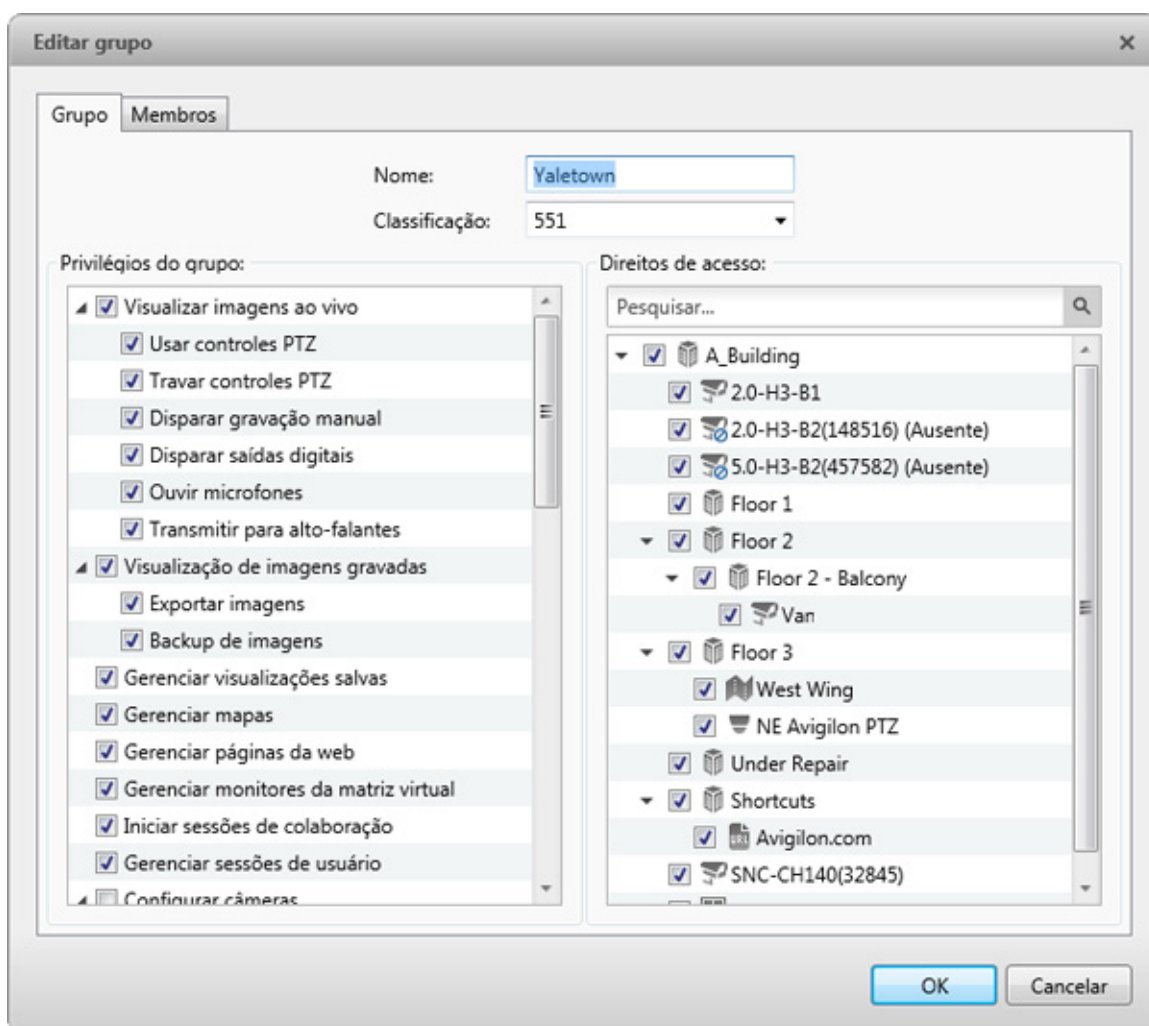 Editar grupo
Grupo
Membros
Nome:
Yaletown
Classificação:
551
Privilégios do grupo:
Visualizar imagens ao vivo
Usar controles PTZ
Travar controles PTZ
Disparar gravação manual
Disparar saídas digitais
Ouvir microfones
Transmitir para alto-falantes
Visualização de imagens gravadas
Exportar imagens
Backup de imagens
Gerenciar visualizações salvas
Gerenciar mapas
Gerenciar páginas da web
Gerenciar monitores da matriz virtual
Iniciar sessões de colaboração
Gerenciar sessões de usuário
Configurar câmeras
Direitos de acesso:
Pesquisar...
A_Building
2.0-H3-B1
2.0-H3-B2(148516) (Ausente)
5.0-H3-B2(457582) (Ausente)
Floor 1
Floor 2
Floor 2 - Balcony
Van
Floor 3
West Wing
NE Avigilon PTZ
Under Repair
Shortcuts
Avigilon.com
SNC-CH140(32845)
OK
Cancelar